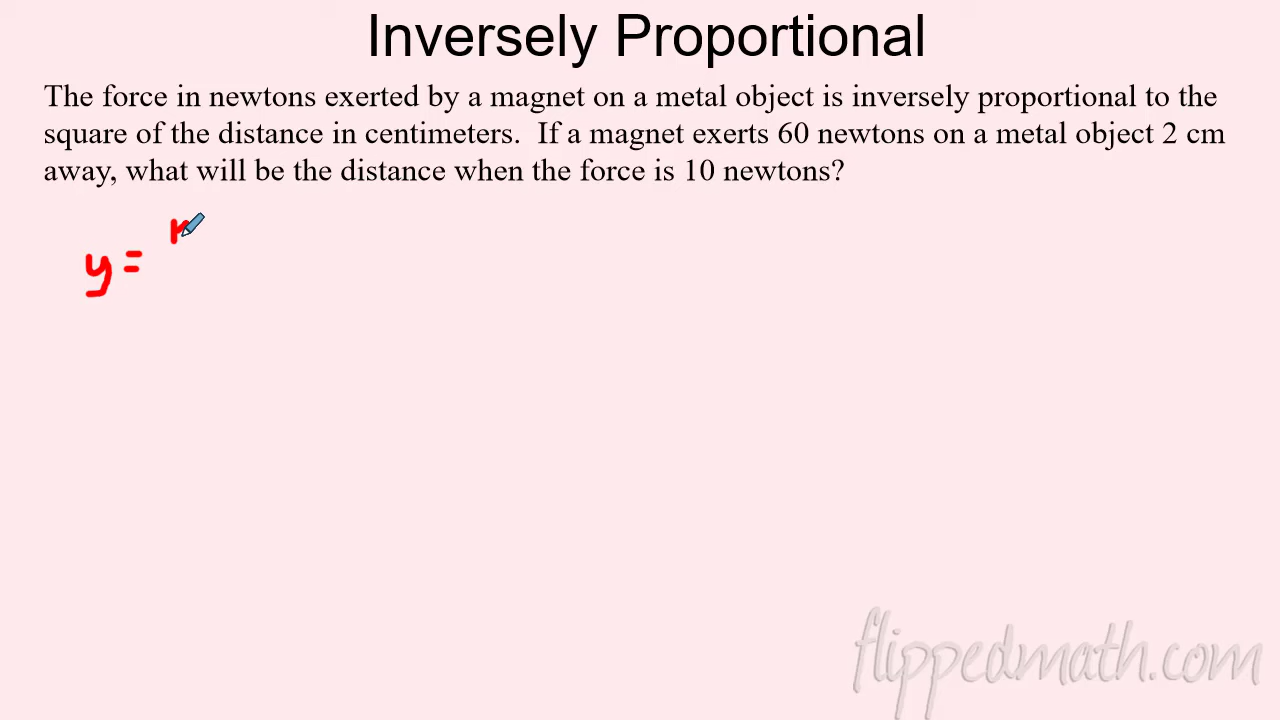 Inversely Proportional
The force in newtons exerted by a magnet on a metal object is inversely proportional to the
square of the distance in centimeters.  If a magnet exerts 60 newtons on a metal object 2 cm
away, what will be the distance when the force is 10 newtons?
y =
flippedmath.com